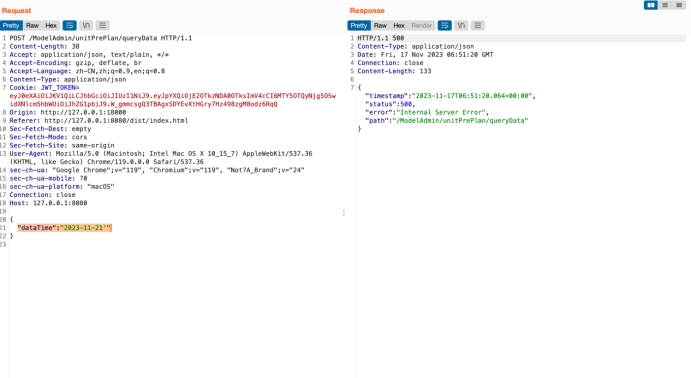 Request
Pretty Raw Hex \n
1 POST /ModelAdmin/unitPrePlan/queryData HTTP/1.1
2 Content-Length: 38
3 Accept: application/json, text/plain, */*
4 Accept-Encoding: gzip, deflate, br
5 Accept-Language: zh-CN,zh;q=0.9,en;q=0.8
6 Content-Type: application/json
7 Cookie: JWT_TOKEN=
8 Origin: http://127.0.0.1:18080
9 Referer: http://127.0.0.1:8080/dist/index.html
10 Sec-Fetch-Dest: empty
11 Sec-Fetch-Mode: cors
12 Sec-Fetch-Site: same-origin
13 User-Agent: Mozilla/5.0 (Macintosh; Intel Mac OS X 10_15_7) AppleWebKit/537.36
(KHTML, like Gecko) Chrome/119.0.0.0 Safari/537.36
14 sec-ch-ua: "Google Chrome";v="119", "Chromium";v="119", "Not?A_Brand";v="24"
15 sec-ch-ua-mobile: ?0
16 sec-ch-ua-platform: "macOS"
17 Connection: close
18 Host: 127.0.0.1:8080
19
20 {
21 "dataTime":"2023-11-21'"
22 }
23
Response
Pretty Raw Hex Render \n
1 HTTP/1.1 500
2 Content-Type: application/json
3 Date: Fri, 17 Nov 2023 06:51:20 GMT
4 Connection: close
5 Content-Length: 133
6
7 {
"timestamp":"2023-11-17T06:51:20.064+00:00",
"status":500,
"error":"Internal Server Error",
"path":"/ModelAdmin/unitPrePlan/queryData"
}